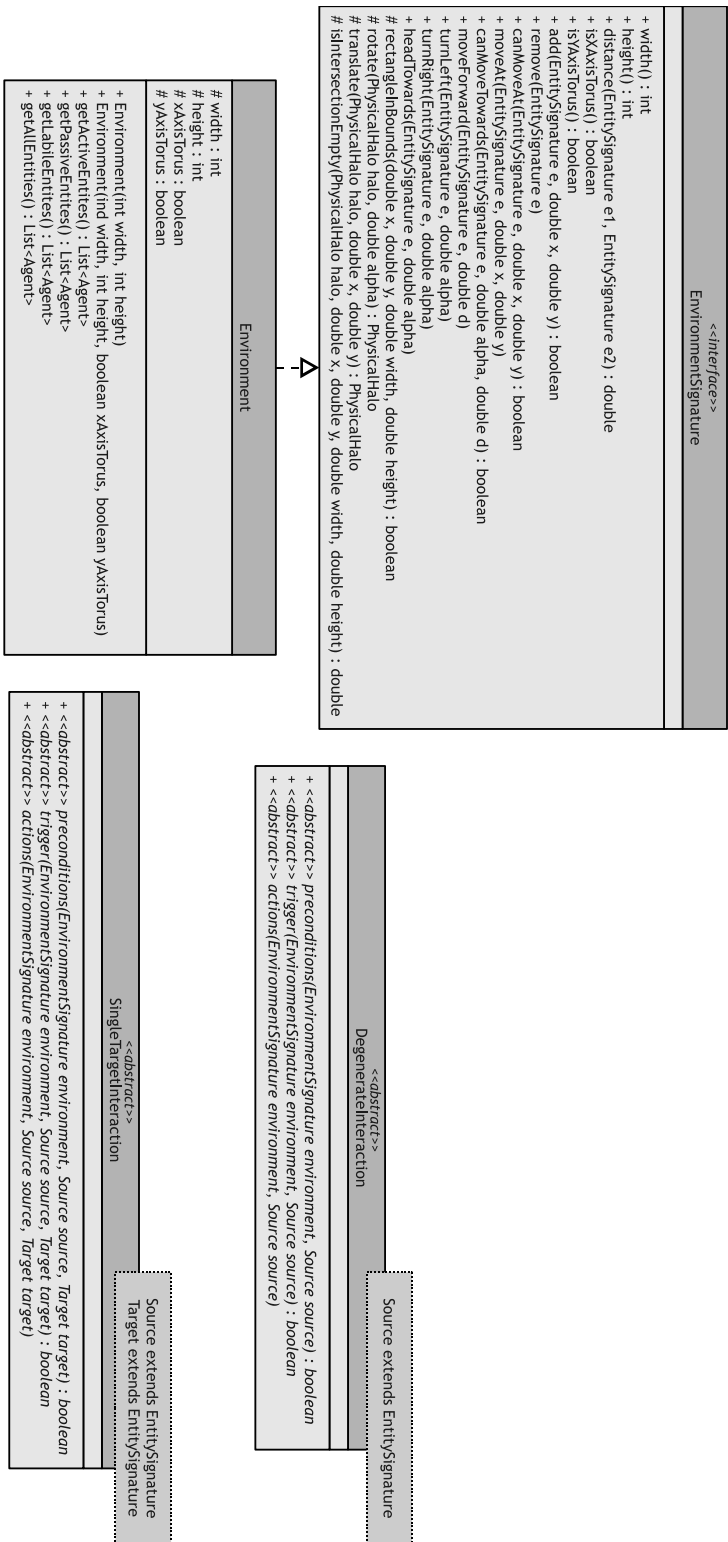 <<interface>>
EnvironmentSignature
+ width() : int
+ height() : int
+ distance(EntitySignature e1, EntitySignature e2) : double
+ isXAxisTorus() : boolean
+ isYAxisTorus() : boolean
+ add(EntitySignature e, double x, double y) : boolean
+ remove(EntitySignature e)
+ canMoveAt(EntitySignature e, double x, double y) : boolean
+ moveAt(EntitySignature e, double x, double y)
+ canMoveTowards(EntitySignature e, double alpha, double d) : boolean
+ moveForward(EntitySignature e, double d)
+ turnLeft(EntitySignature e, double alpha)
+ turnRight(EntitySignature e, double alpha)
+ headTowards(EntitySignature e, double alpha)
# rectangleInBounds(double x, double y, double width, double height) : boolean
# rotate(PhysicalHalo halo, double alpha) : PhysicalHalo
# translate(PhysicalHalo halo, double x, double y) : PhysicalHalo
# isIntersectionEmpty(PhysicalHalo halo, double x, double y, double width, double height) : double
Environment
# width : int
# height : int
# xAxisTorus : boolean
# yAxisTorus : boolean
+ Environment(int width, int height)
+ Environment(ind width, int height, boolean xAxisTorus, boolean yAxisTorus)
+ getActiveEntites() : List<Agent>
+ getPassiveEntites() : List<Agent>
+ getLabileEntites() : List<Agent>
+ getAllEntities() : List<Agent>
Source extends EntitySignature
<<abstract>>
DegenerateInteraction
+ <<abstract>> preconditions(EnvironmentSignature environment, Source source) : boolean
+ <<abstract>> trigger(EnvironmentSignature environment, Source source) : boolean
+ <<abstract>> actions(EnvironmentSignature environment, Source source)
Source extends EntitySignature
Target extends EntitySignature
<<abstract>>
SingleTargetInteraction
+ <<abstract>> preconditions(EnvironmentSignature environment, Source source, Target target) : boolean
+ <<abstract>> trigger(EnvironmentSignature environment, Source source, Target target) : boolean
+ <<abstract>> actions(EnvironmentSignature environment, Source source, Target target)